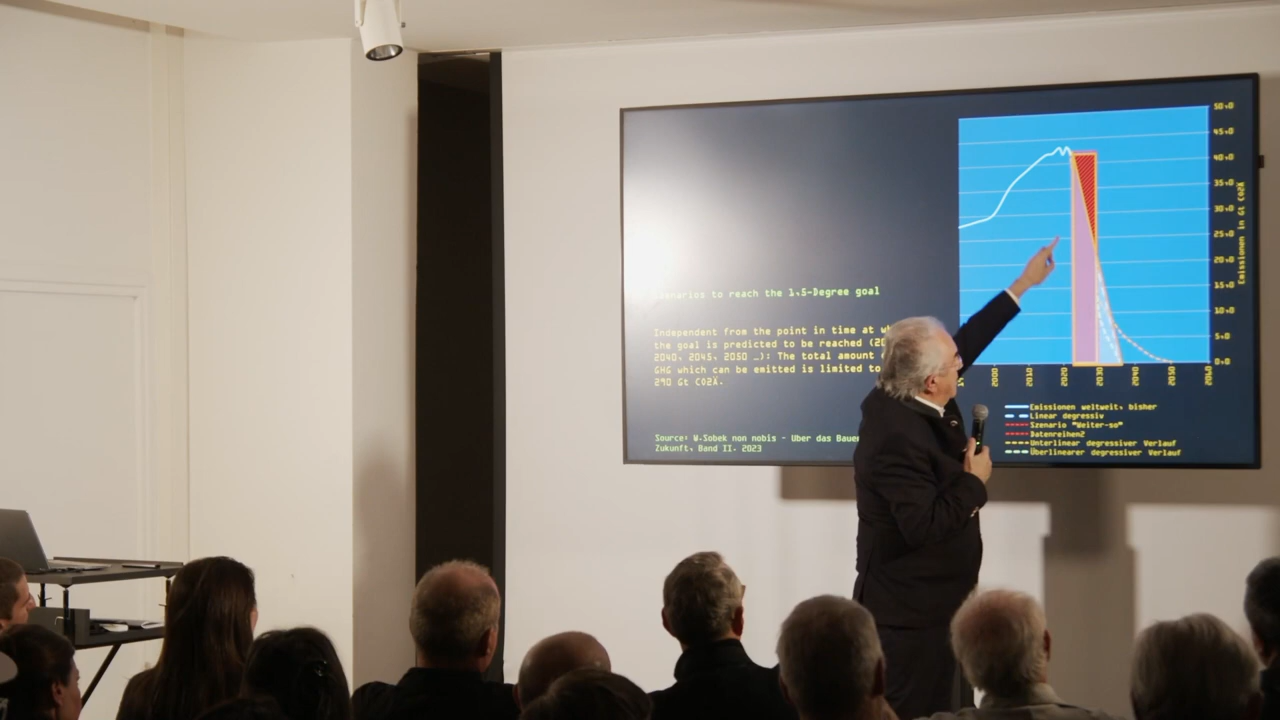 to reach the 1.5-Degree goal
Independent from the point in time at
the goal is predicted to be reached
2040, 2045, 2050 …): The total amount
GHG which can be emitted is limited to
290 Gt CO2Ä.
Source: W.Sobek non nobis - Uber das
Zukunft, Band II. 2023
50,0
45,0
40,0
35,0
30,0
25,0
20,0
15,0
10,0
5,0
0,0
Emissionen in Gt CO2Ä
2000
2010
2020
2030
2040
2050
2060
Emissionen weltweit, bisher
Linear degressiv
Szenario "Weiter-so"
Datenreihen2
Unterlinear degressiver Verlauf
Überlinearer degressiver Verlauf